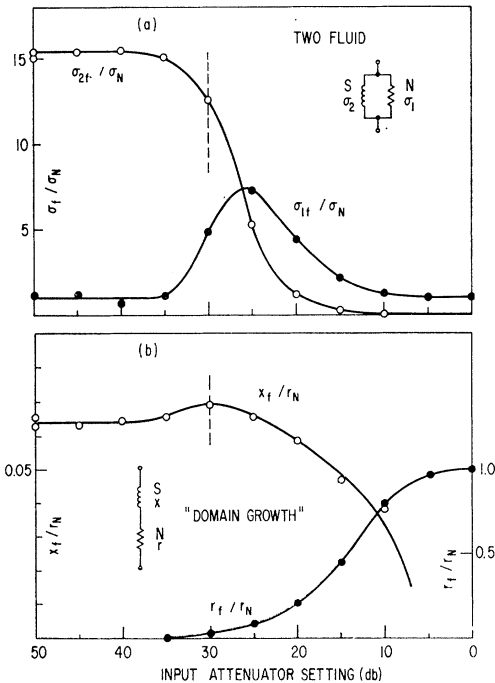 (a)
TWO FLUID
15
σ2f / σN
S N
σ2 σ1
10
σf / σN
σ1f / σN
5
(b)
xf / rN
0.05
1.0
S
x
"DOMAIN GROWTH"
N
r
xf / rN
0.5
rf / rN
rf / rN
50 40 30 20 10 0
INPUT ATTENUATOR SETTING (db)